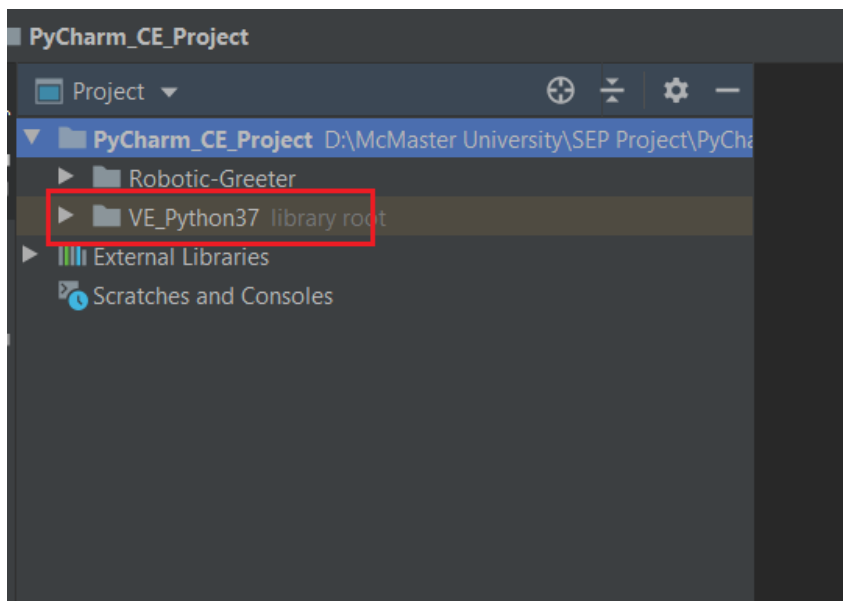 PyCharm_CE_Project
Project
PyCharm_CE_Project D:\McMaster University\SEP Project\PyCha
Robotic-Greeter
VE_Python37 library root
External Libraries
Scratches and Consoles